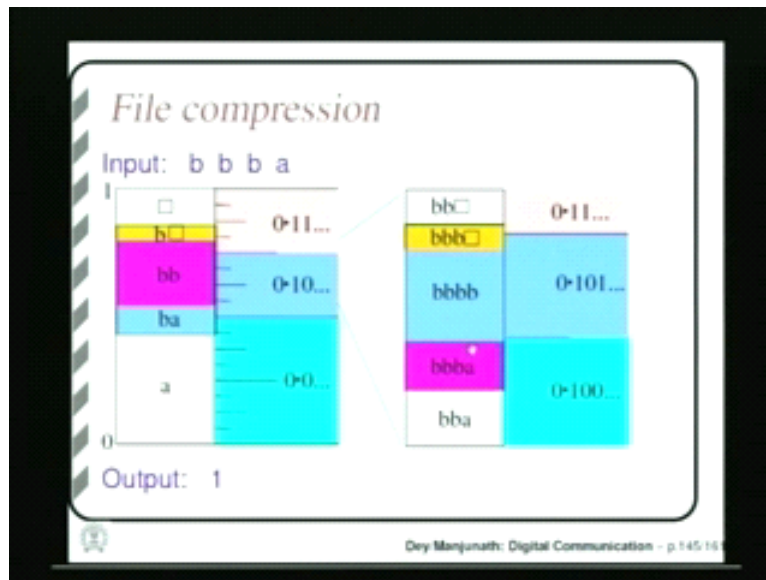 File compression
Input: b b b a
1
□
b□
bb
ba
a
0
0•11...
0•10...
0•0...
bb□
bbb□
bbbb
bbba
bba
0•11...
0•101...
0•100...
Output: 1
Dey/Manjunath: Digital Communication – p.145/161